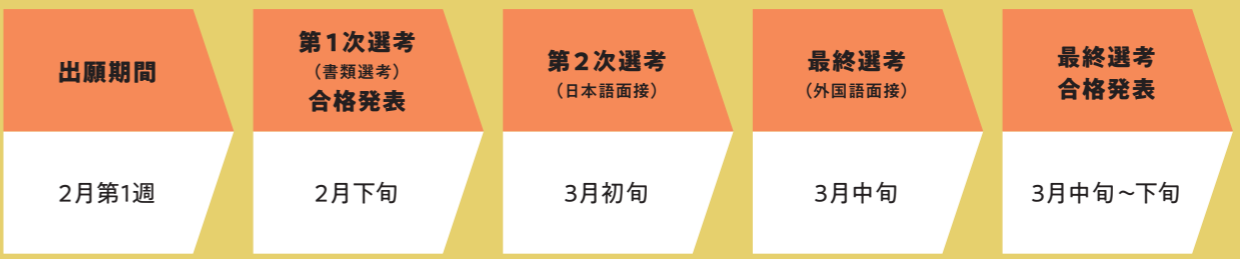 出願期間
2月第1週
第1次選考
（書類選考）
合格発表
2月下旬
第2次選考
（日本語面接）
3月初旬
最終選考
（外国語面接）
3月中旬
最終選考
合格発表
3月中旬~下旬